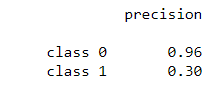 precision
class 0 0.96
class 1 0.30